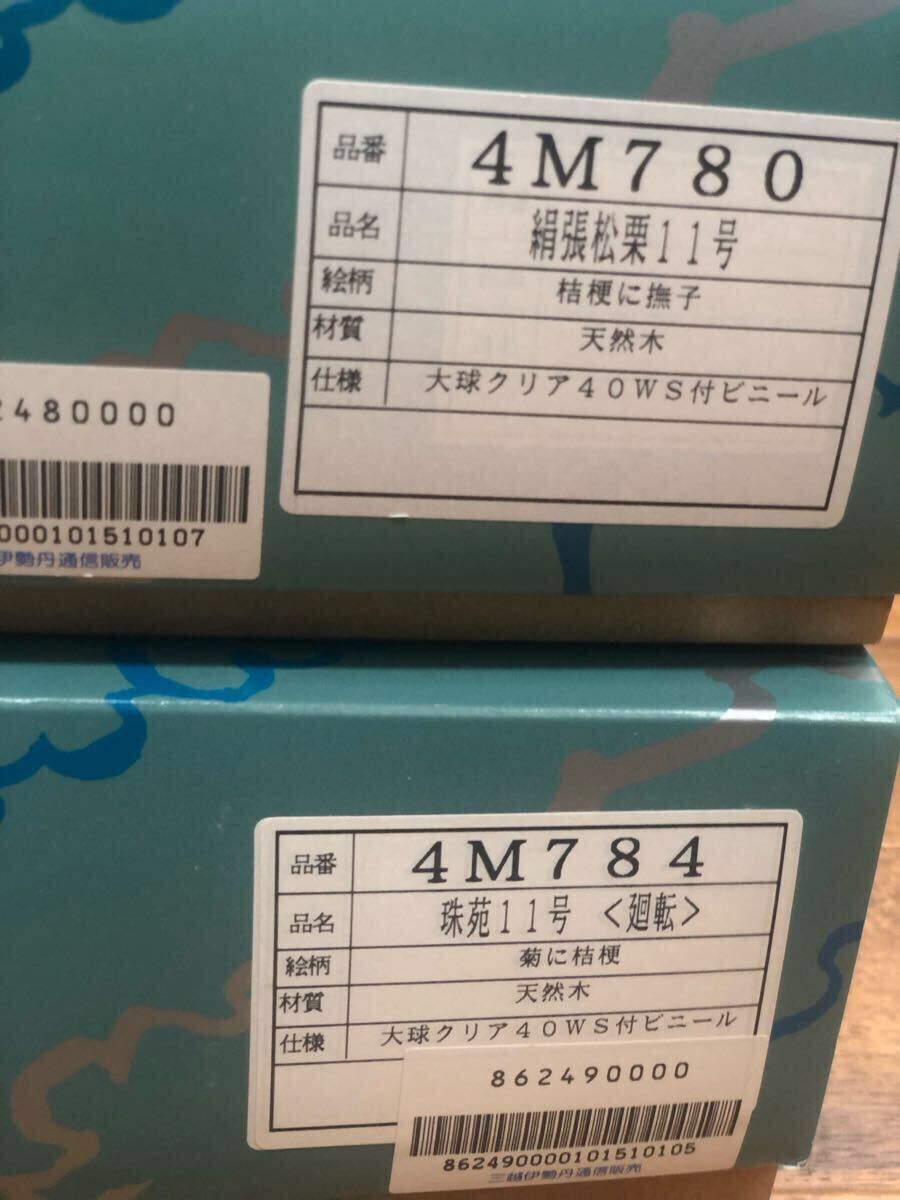 品番 4M780
品名 絹張松栗11号
絵柄 桔梗に撫子
材質 天然木
仕様 大球クリア40WS付ビニール
2480000
000101510107
伊勢丹通信販売
品番 4M784
品名 珠苑11号 <廻転>
絵柄 菊に桔梗
材質 天然木
仕様 大球クリア40WS付ビニール
862490000
862490000101510105
三越伊勢丹通信販売